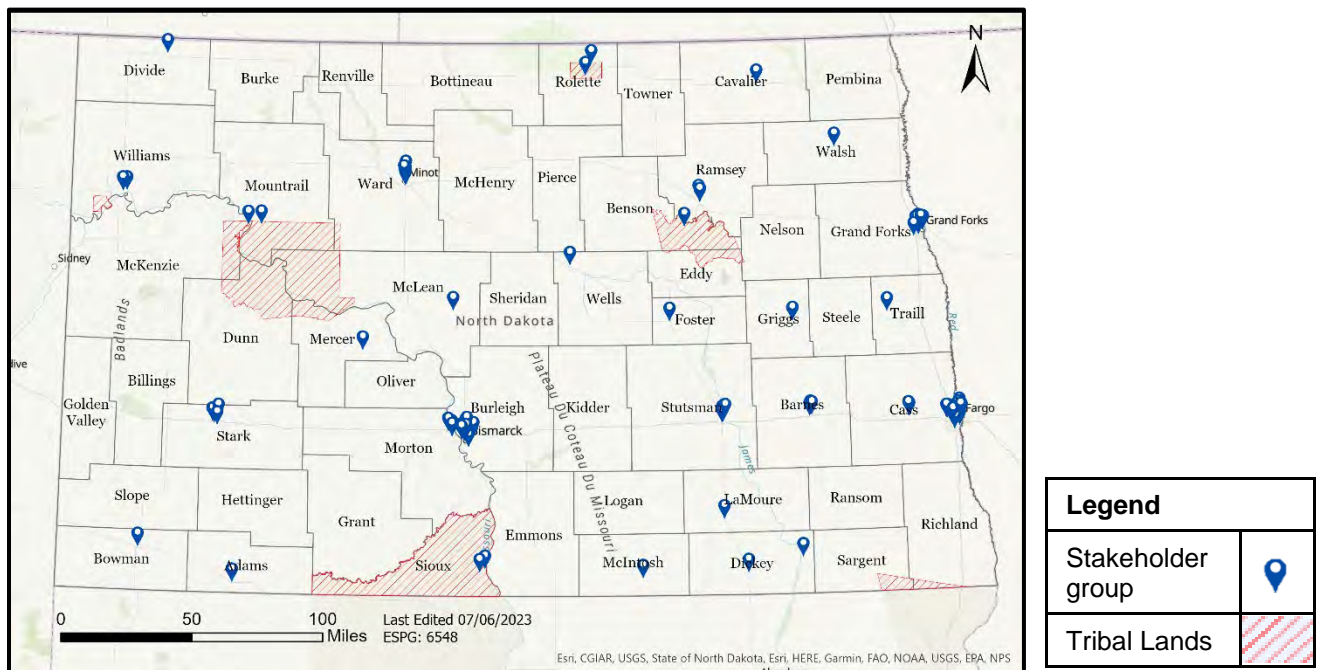 N
Divide
Burke
Renville
Bottineau
Rolette
Towner
Cavalier
Pembina
Williams
Mountrail
Ward
Minot
McHenry
Pierce
Benson
Ramsey
Walsh
Nelson
Grand Forks
Grand Forks
Sidney
McKenzie
McLean
Sheridan
Wells
Eddy
Foster
Griggs
Steele
Traill
Red
North Dakota
Badlands
Dunn
Mercer
Oliver
live
Golden
Valley
Billings
Stark
Morton
Burleigh
Bismarck
Kidder
Stutsman
Barnes
Cass
Fargo
Plateau Du Coteau Du Missouri
James
Slope
Hettinger
Grant
Sioux
ssouri
Emmons
Logan
LaMoure
Ransom
Richland
Bowman
Adams
McIntosh
Dickey
Sargent
0 50 100
Miles
Last Edited 07/06/2023
ESPG: 6548
Esri, CGIAR, USGS, State of North Dakota, Esri, HERE, Garmin, FAO, NOAA, USGS, EPA, NPS
Legend
Stakeholder
group
Tribal Lands